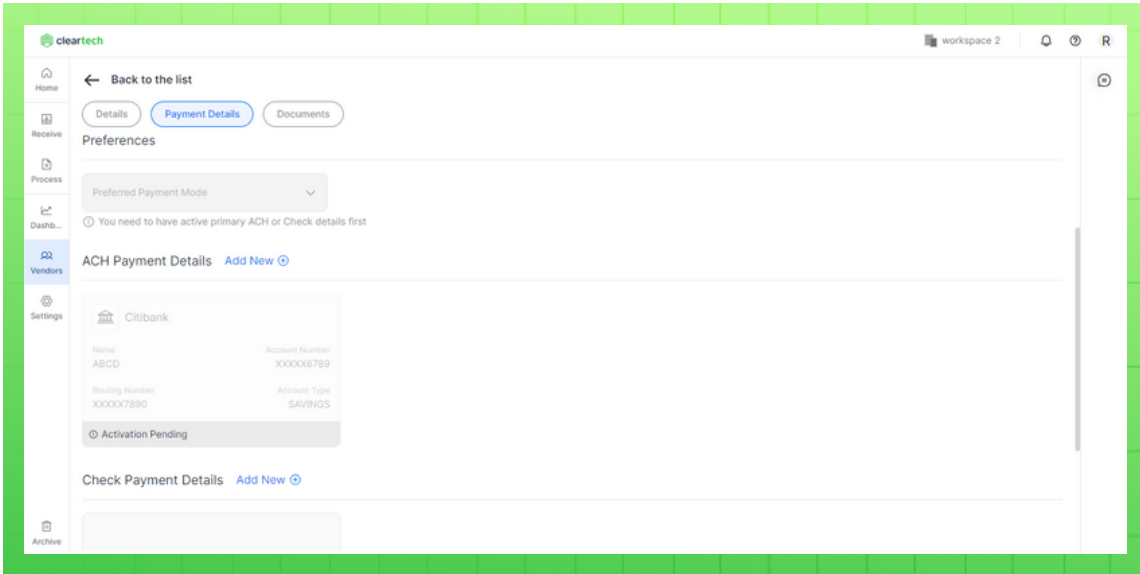 cleartech
workspace 2
R
Home
Receive
Process
Dashb...
Vendors
Settings
Archive
Back to the list
Details
Payment Details
Documents
Preferences
Preferred Payment Mode
You need to have active primary ACH or Check details first
ACH Payment Details Add New
Citibank
Name Account Number
ABCD XXXXX6789
Routing Number Account Type
XXXXX7890 SAVINGS
Activation Pending
Check Payment Details Add New